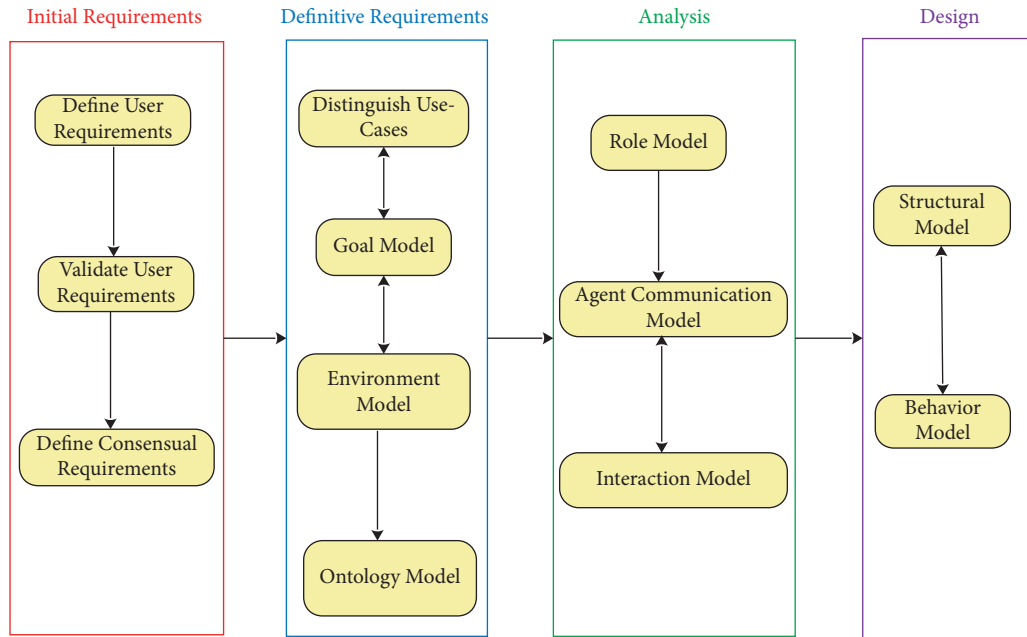 Initial Requirements
Define User
Requirements
Validate User
Requirements
Define Consensual
Requirements
Definitive Requirements
Distinguish Use-
Cases
Goal Model
Environment
Model
Ontology Model
Analysis
Role Model
Agent Communication
Model
Interaction Model
Design
Structural
Model
Behavior
Model